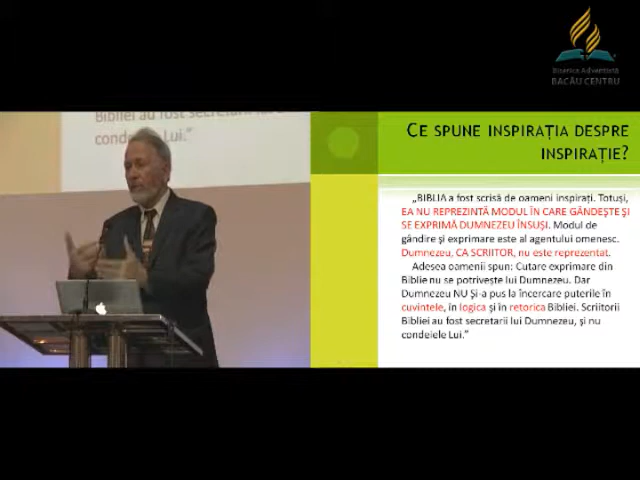 Biserica Adventistă
BACĂU CENTRU
Bibliei au fost secretarii lui D
condeiele Lui.”
CE SPUNE INSPIRAȚIA DESPRE
INSPIRAȚIE?
„BIBLIA a fost scrisă de oameni inspirați. Totuși,
EA NU REPREZINTĂ MODUL ÎN CARE GÂNDEȘTE ȘI
SE EXPRIMĂ DUMNEZEU ÎNSUȘI. Modul de
gândire și exprimare este al agentului omenesc.
Dumnezeu, CA SCRIITOR, nu este reprezentat.
Adesea oamenii spun: Cutare exprimare din
Biblie nu se potrivește lui Dumnezeu. Dar
Dumnezeu NU Și-a pus la încercare puterile în
cuvintele, în logica și în retorica Bibliei. Scriitorii
Bibliei au fost secretarii lui Dumnezeu, și nu
condeiele Lui.”